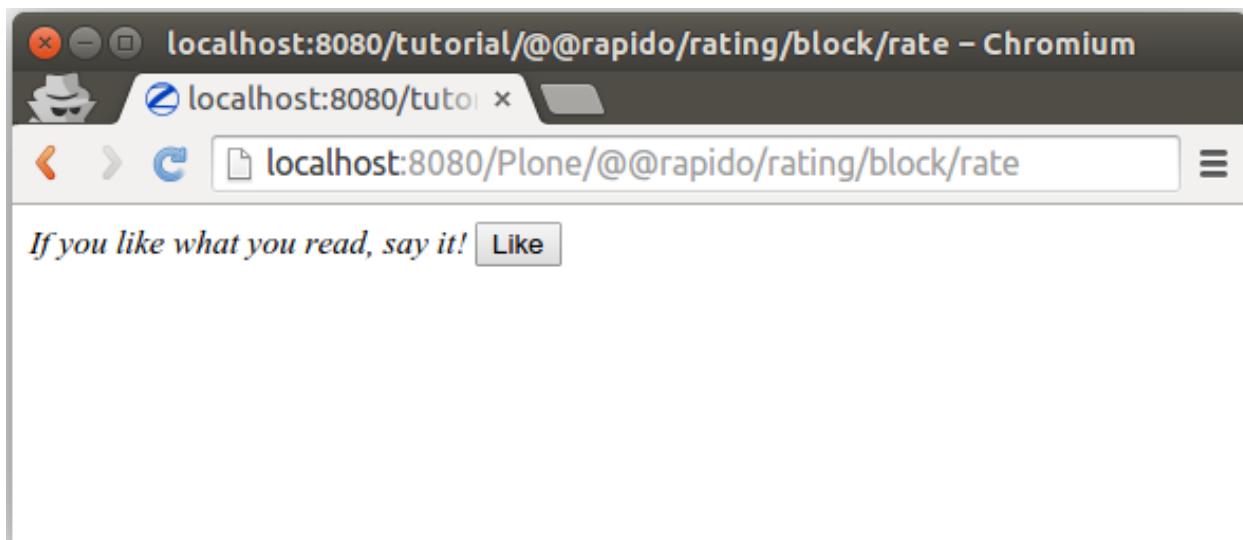 localhost:8080/tutorial/@@rapido/rating/block/rate – Chromium
localhost:8080/tuto
localhost:8080/Plone/@@rapido/rating/block/rate
If you like what you read, say it! Like